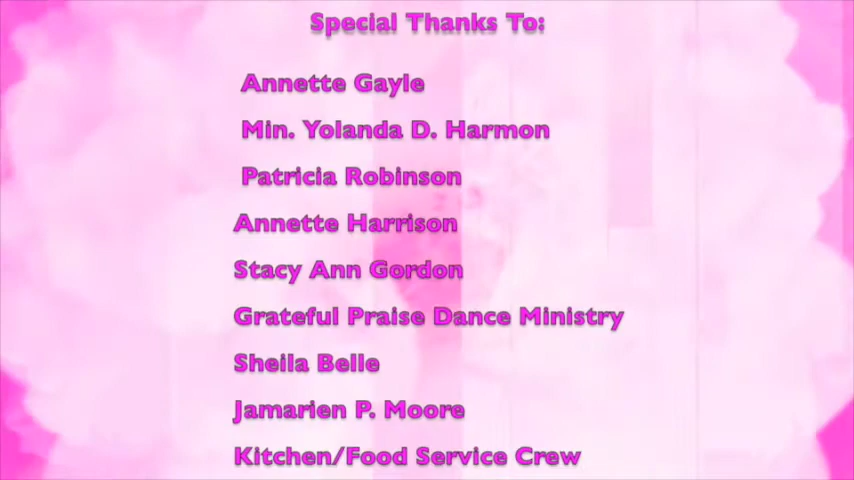 Special Thanks To:
Annette Gayle
Min. Yolanda D. Harmon
Patricia Robinson
Annette Harrison
Stacy Ann Gordon
Grateful Praise Dance Ministry
Sheila Belle
Jamarien P. Moore
Kitchen/Food Service Crew